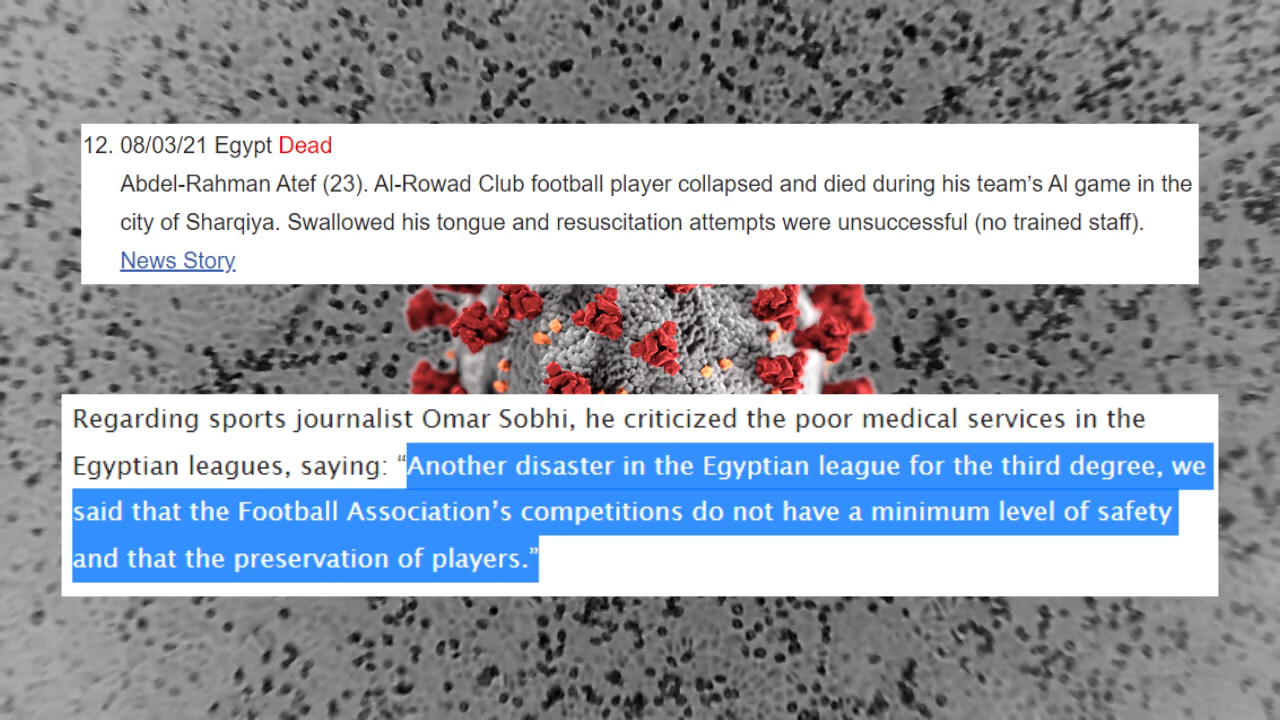 12. 08/03/21 Egypt Dead
Abdel-Rahman Atef (23). Al-Rowad Club football player collapsed and died during his team’s Al game in the
city of Sharqiya. Swallowed his tongue and resuscitation attempts were unsuccessful (no trained staff).
News Story
Regarding sports journalist Omar Sobhi, he criticized the poor medical services in the
Egyptian leagues, saying: “Another disaster in the Egyptian league for the third degree, we
said that the Football Association’s competitions do not have a minimum level of safety
and that the preservation of players.”